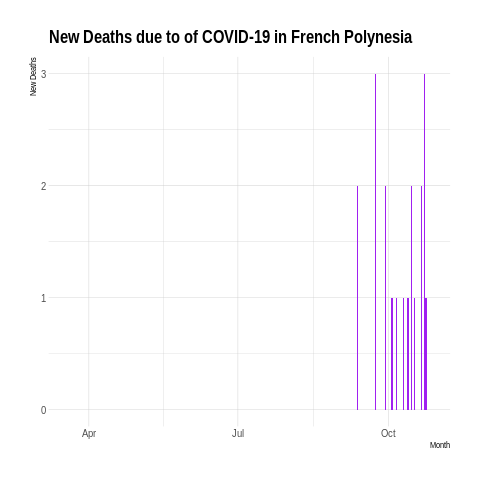 New Deaths due to of COVID-19 in French Polynesia
New Deaths
3
2
1
0
Apr Jul Oct
Month